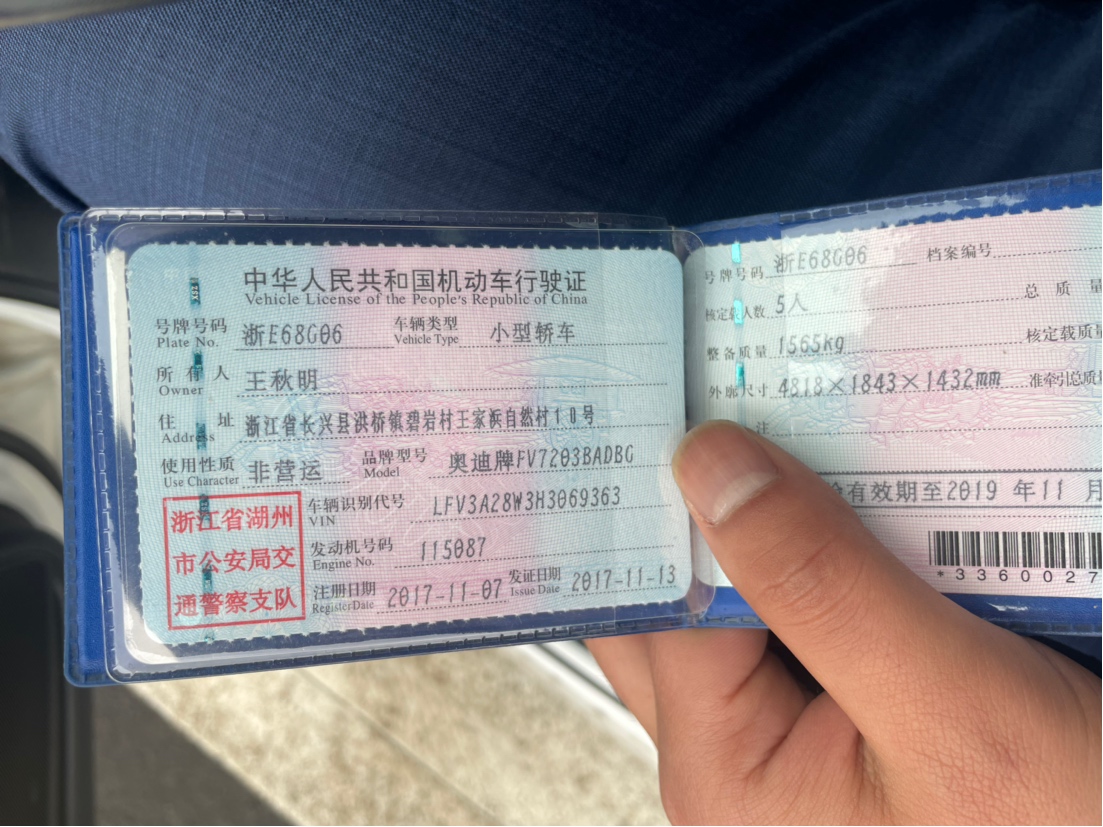 中华人民共和国机动车行驶证
Vehicle License of the People's Republic of China
号牌号码 浙E68G06 车辆类型 小型轿车
Plate No. Vehicle Type
所有人 王秋明
Owner
住址 浙江省长兴县洪桥镇碧岩村王家浜自然村10号
Address
使用性质 非营运 品牌型号 奥迪牌FV7203BADBG
Use Character Model
浙江省湖州
市公安局交
通警察支队
车辆识别代号 LFV3A28W3H3069363
VIN
发动机号码 115087
Engine No.
注册日期 2017-11-07 发证日期 2017-11-13
Register Date Issue Date
号牌号码 浙E68G06 档案编号
核定载人数 5人 总质量
整备质量 1565kg 核定载质量
外廓尺寸 4818×1843×1432mm 准牵引总质量
注
有效期至2019年11月
*3360027